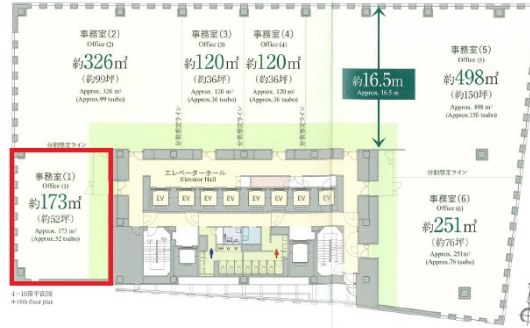 事務室(2)
Office (2)
約326㎡
(約99坪)
Approx. 326 m²
(Approx.99 tsubo)
事務室(3)
Office (3)
約120㎡
(約36坪)
Approx. 120 m²
(Approx.36 tsubo)
事務室(4)
Office (4)
約120㎡
(約36坪)
Approx. 120 m²
(Approx.36 tsubo)
約16.5m
Approx. 16.5 m
事務室(5)
Office (5)
約498㎡
(約150坪)
Approx. 498 m²
(Approx.150 tsubo)
分割想定ライン
分割想定ライン
分割想定ライン
分割想定ライン
分割想定ライン
事務室(1)
Office (1)
約173㎡
(約52坪)
Approx. 173 m²
(Approx.52 tsubo)
エレベーターホール
Elevator Hall
EV EV EV EV EV EV EV EV
事務室(6)
Office (6)
約251㎡
(約76坪)
Approx. 251m²
(Approx.76 tsubo)
4~10階平面図
4-10th floor plan